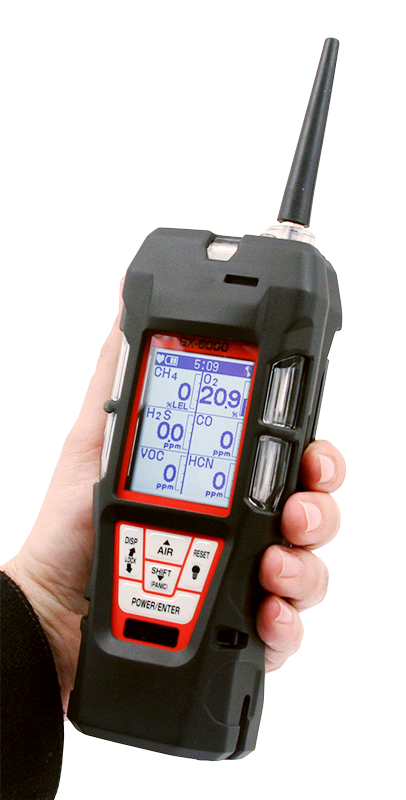 GX-6000
5:09
CH4 0 %LEL
O2 20.9 %
H2S 0.0 ppm
CO 0 ppm
VOC 0 ppm
HCN 0 ppm
DISP
LOCK
▲
AIR
SHIFT
▼
(PANIC)
RESET
POWER/ENTER